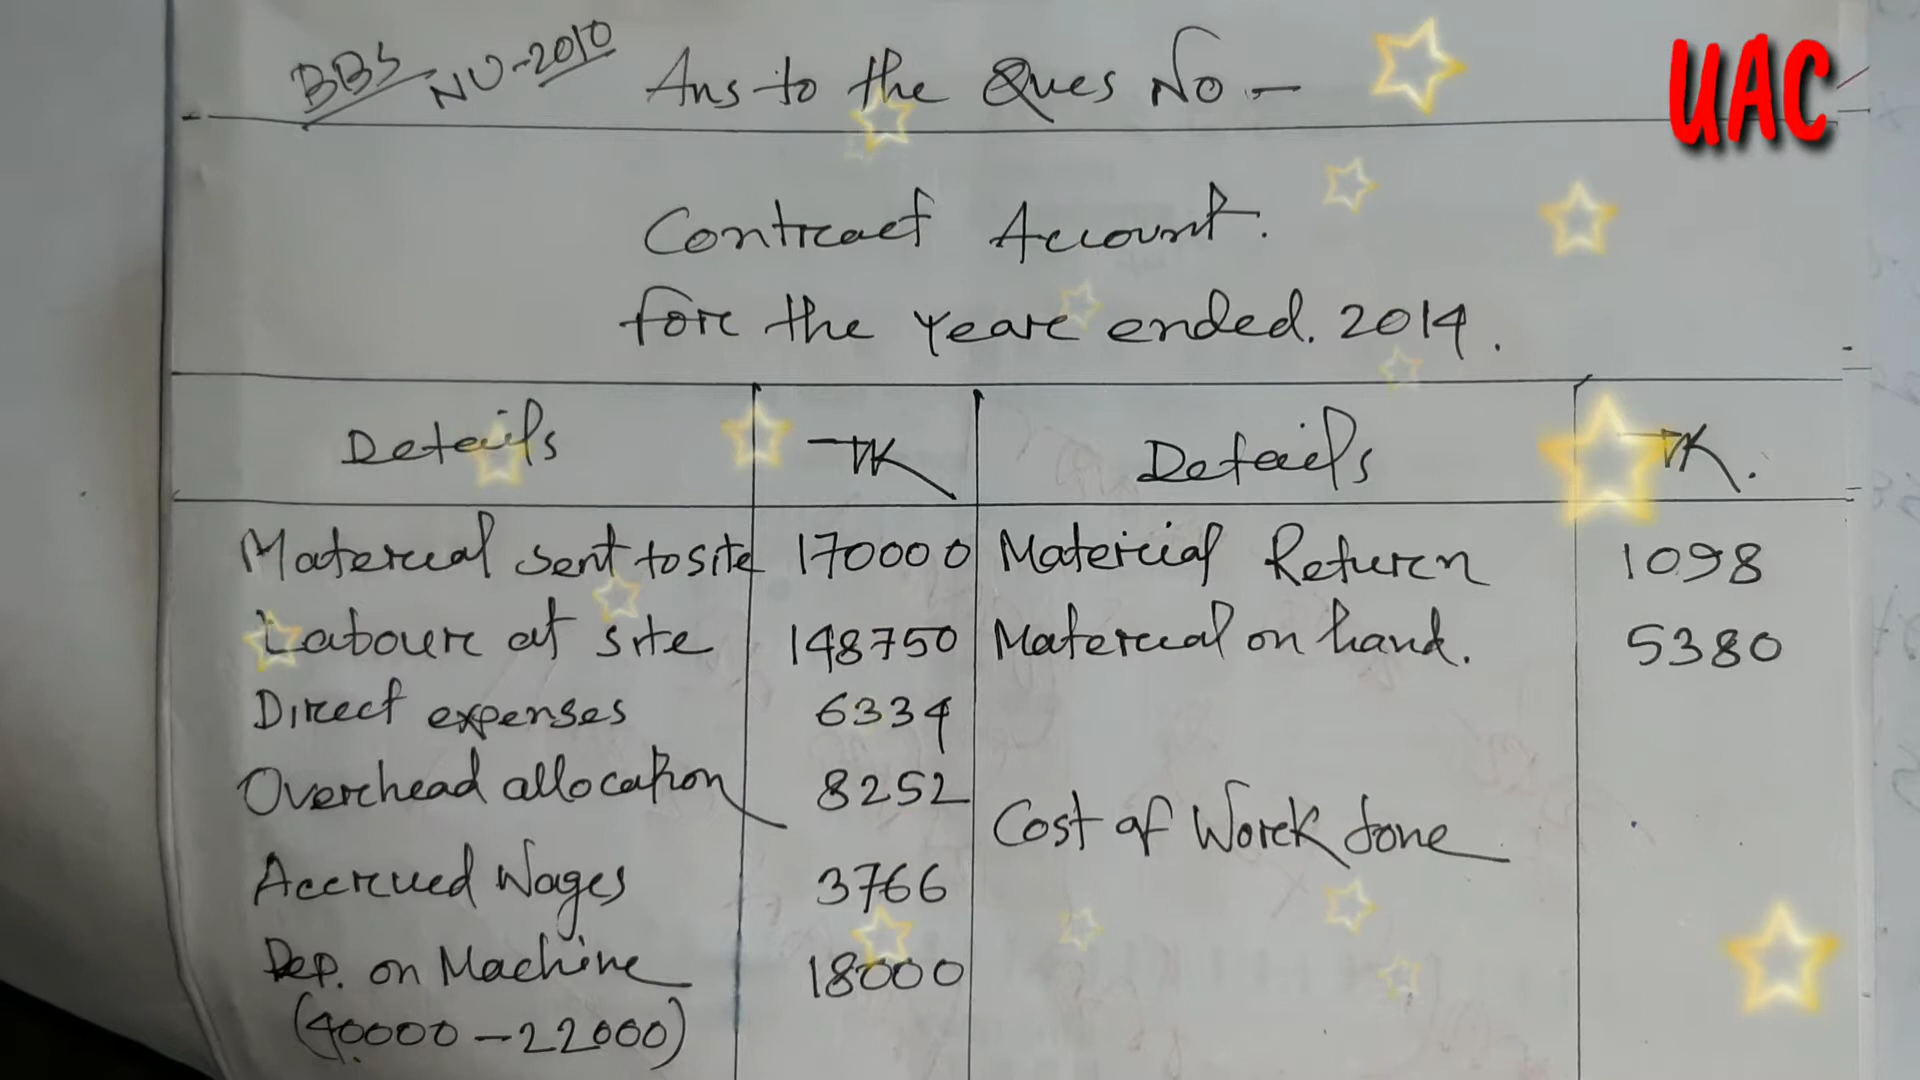 BBS NU-2010 Ans to the Ques No - UAC
Contract Account.
for the Year ended. 2014.
Details TK Details TK.
Material sent to site 170000 Material Return 1098
Labour at site 148750 Material on hand. 5380
Direct expenses 6334
Overhead allocation 8252
Cost of Work done
Accrued Wages 3766
Dep. on Machine 18000
(40000 - 22000)